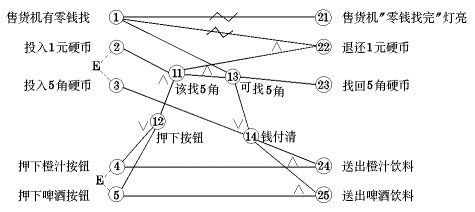 售货机有零钱找 1 21 售货机"零钱找完"灯亮
投入1元硬币 2 22 退还1元硬币
E
投入5角硬币 3 11 13 23 找回5角硬币
该找5角 可找5角
12 14 钱付清
押下按钮
押下橙汁按钮 4 24 送出橙汁饮料
E
押下啤酒按钮 5 25 送出啤酒饮料